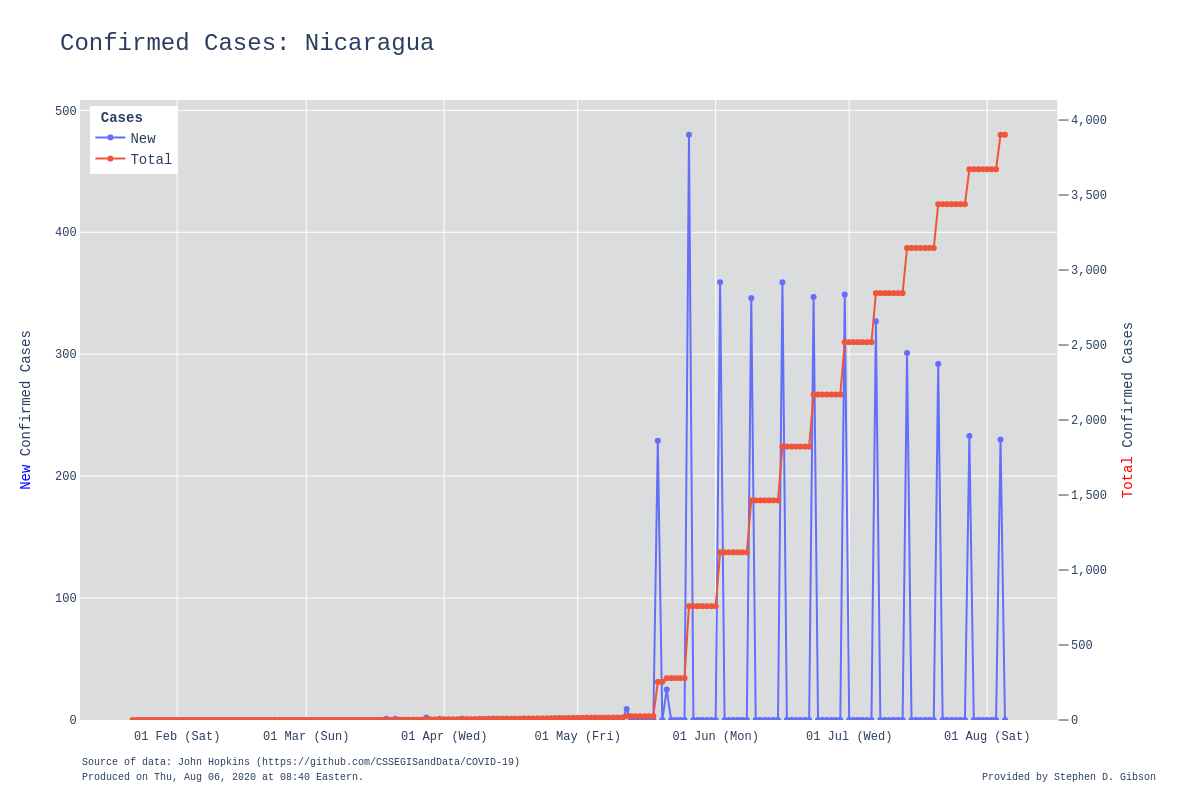 Confirmed Cases: Nicaragua
Cases
New
Total
500
400
300
200
100
0
4,000
3,500
3,000
2,500
2,000
1,500
1,000
500
0
New Confirmed Cases
Total Confirmed Cases
01 Feb (Sat) 01 Mar (Sun) 01 Apr (Wed) 01 May (Fri) 01 Jun (Mon) 01 Jul (Wed) 01 Aug (Sat)
Source of data: John Hopkins (https://github.com/CSSEGISandData/COVID-19)
Produced on Thu, Aug 06, 2020 at 08:40 Eastern.
Provided by Stephen D. Gibson